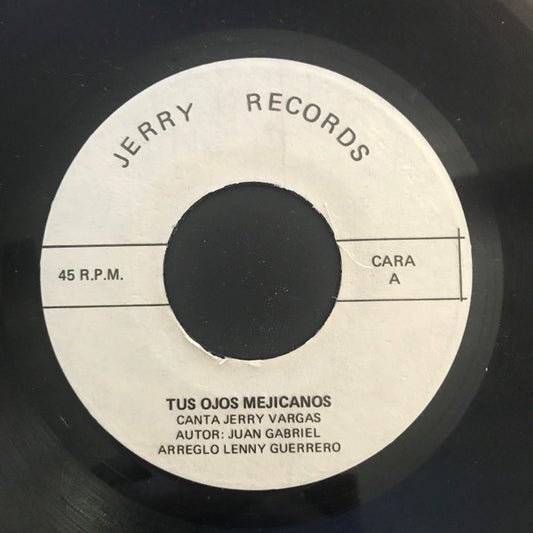 JERRY RECORDS
45 R.P.M.
CARA
A
TUS OJOS MEJICANOS
CANTA JERRY VARGAS
AUTOR: JUAN GABRIEL
ARREGLO LENNY GUERRERO